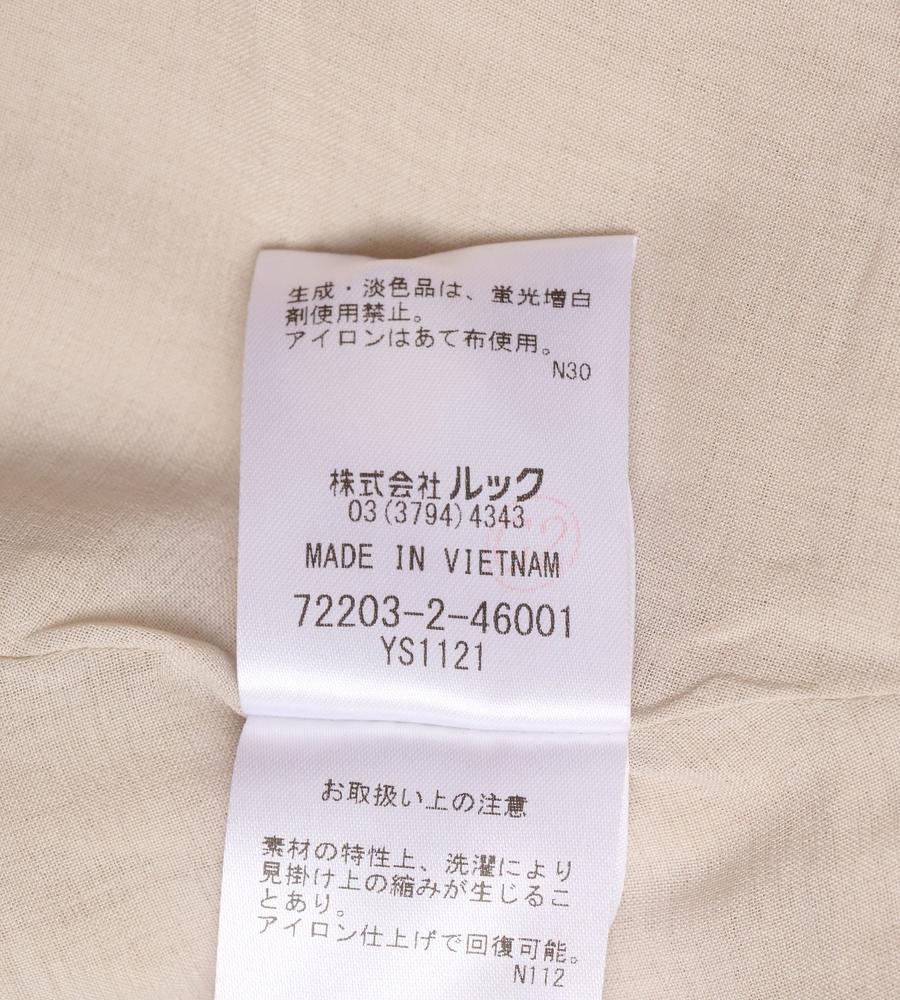 生成・淡色品は、蛍光増白
剤使用禁止。
アイロンはあて布使用。
N30
株式会社ルック
03(3794)4343
MADE IN VIETNAM
72203-2-46001
YS1121
お取扱い上の注意
素材の特性上、洗濯により
見掛け上の縮みが生じるこ
とあり。
アイロン仕上げで回復可能。
N112